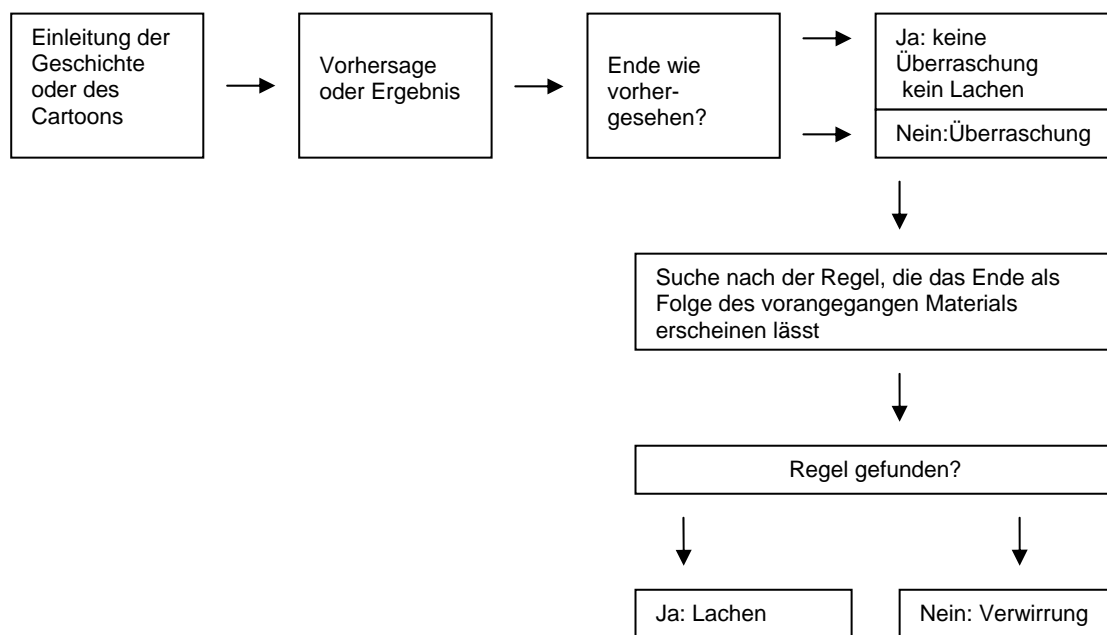 Einleitung der
Geschichte
oder des
Cartoons
Vorhersage
oder Ergebnis
Ende wie
vorher-
gesehen?
Ja: keine
Überraschung
kein Lachen
Nein:Überraschung
Suche nach der Regel, die das Ende als
Folge des vorangegangen Materials
erscheinen lässt
Regel gefunden?
Ja: Lachen
Nein: Verwirrung